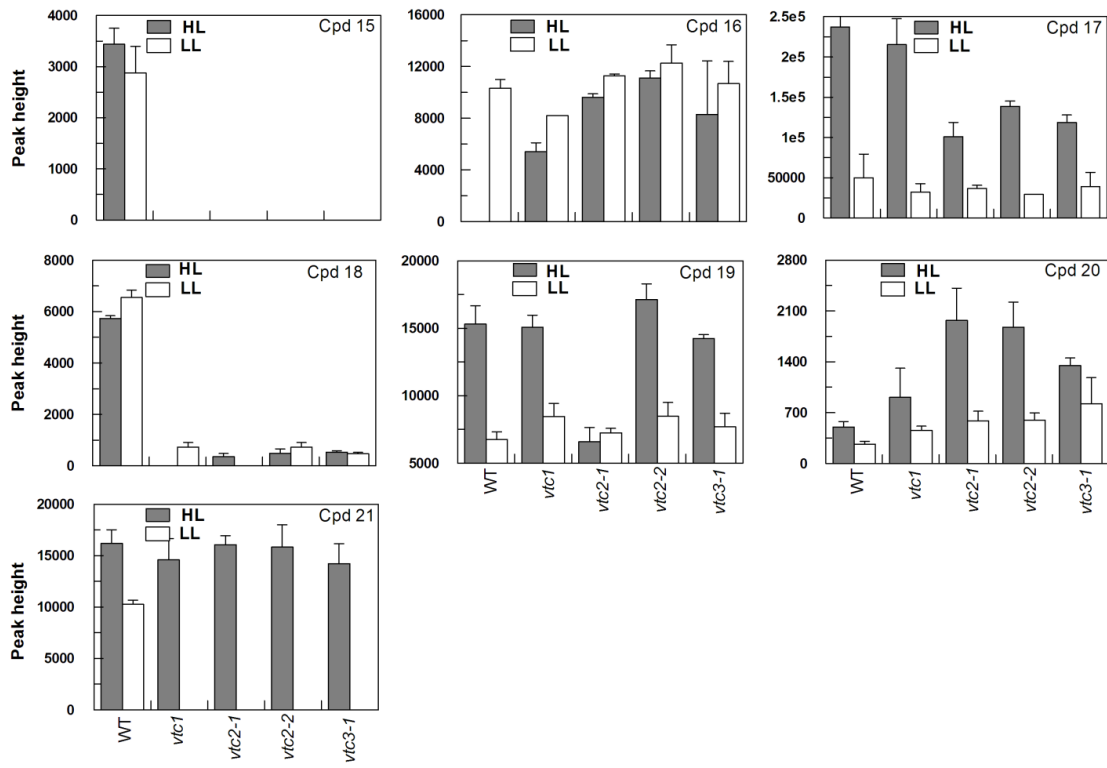 Cpd 15
HL
LL
Peak height
4000
3000
2000
1000
0
Cpd 16
HL
LL
16000
12000
8000
4000
0
Cpd 17
HL
LL
2e5
2e5
1e5
1e5
50000
0
Cpd 18
HL
LL
Peak height
8000
6000
4000
2000
0
Cpd 19
HL
LL
20000
15000
10000
5000
WT vtc1 vtc2-1 vtc2-2 vtc3-1
Cpd 20
HL
LL
2800
2100
1400
700
0
WT vtc1 vtc2-1 vtc2-2 vtc3-1
Cpd 21
HL
LL
Peak height
20000
15000
10000
5000
0
WT vtc1 vtc2-1 vtc2-2 vtc3-1